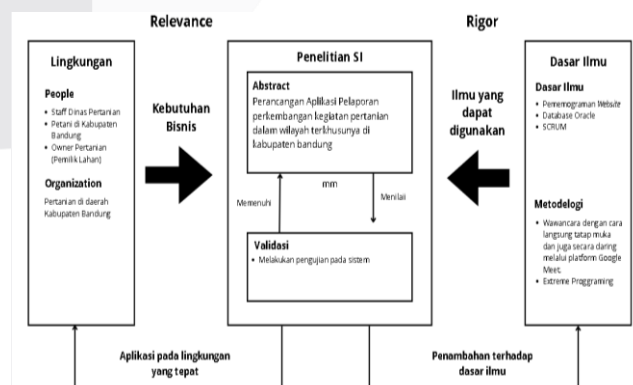 Relevance
Rigor
Lingkungan
People
• Staff Dinas Pertanian
• Petani di Kabupaten
Bandung
• Owner Pertanian
(Pemilik Lahan)
Organization
Pertanian di daerah
Kabupaten Bandung
Kebutuhan
Bisnis
Penelitian SI
Abstract
Perancangan Aplikasi Pelaporan
perkembangan kegiatan pertanian
dalam wilayah terkhusunya di
kabupaten bandung
mm
Memenuhi
Menilai
Validasi
• Melakukan pengujian pada sistem
Ilmu yang
dapat
digunakan
Dasar Ilmu
Dasar Ilmu
• Pememograman Website
• Database Oracle
• SCRUM
Metodelogi
• Wawancara dengan cara
langsung tatap muka
dan juga secara daring
melalui platform Google
Meet.
• Extreme Proggraming
Aplikasi pada lingkungan
yang tepat
Penambahan terhadap
dasar ilmu